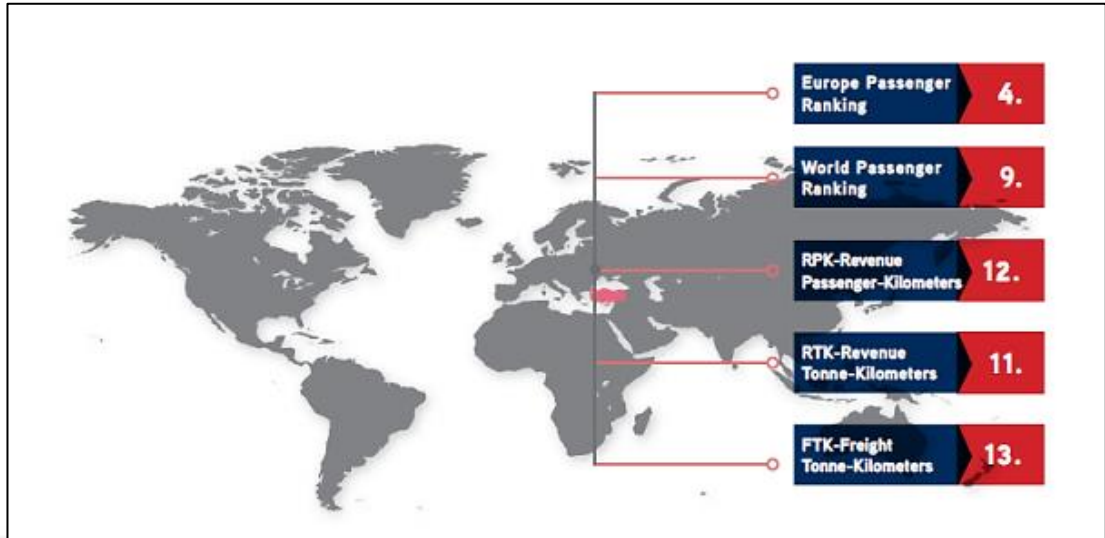 Europe Passenger
Ranking
4.
World Passenger
Ranking
9.
RPK-Revenue
Passenger-Kilometers
12.
RTK-Revenue
Tonne-Kilometers
11.
FTK-Freight
Tonne-Kilometers
13.